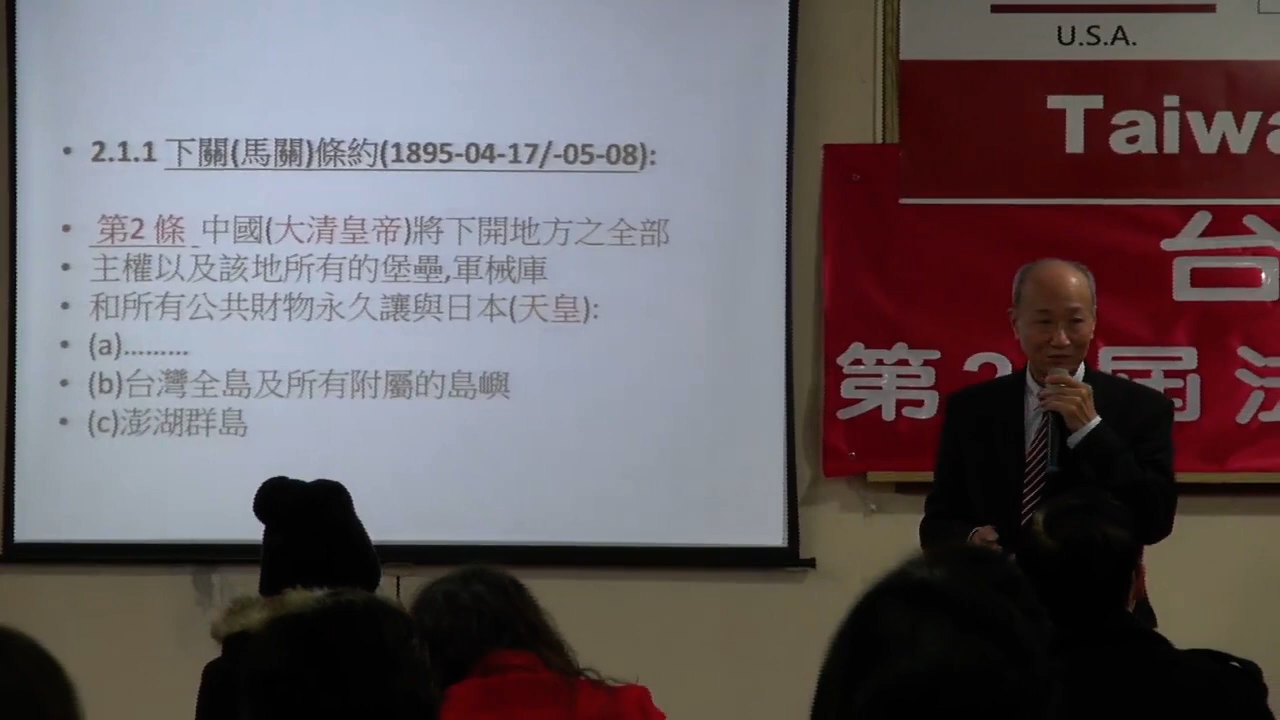 • 2.1.1 下關(馬關)條約(1895-04-17/-05-08):
• 第2 條 中國(大清皇帝)將下開地方之全部
• 主權以及該地所有的堡壘,軍械庫
• 和所有公共財物永久讓與日本(天皇):
• (a)………
• (b)台灣全島及所有附屬的島嶼
• (c)澎湖群島
U.S.A.
Taiwa
台
第 屆 法